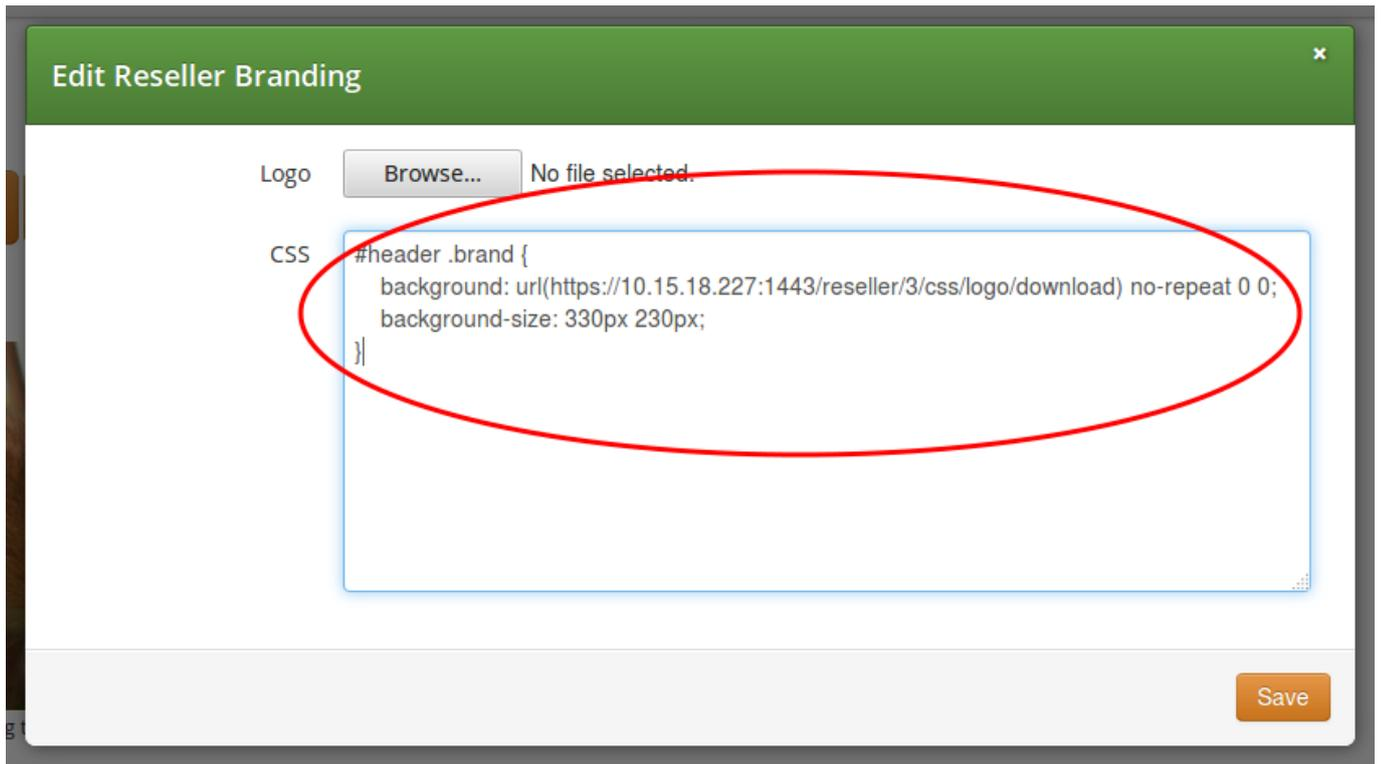 Edit Reseller Branding ×
Logo Browse... No file selected.
CSS #header .brand {
    background: url(https://10.15.18.227:1443/reseller/3/css/logo/download) no-repeat 0 0;
    background-size: 330px 230px;
}
Save